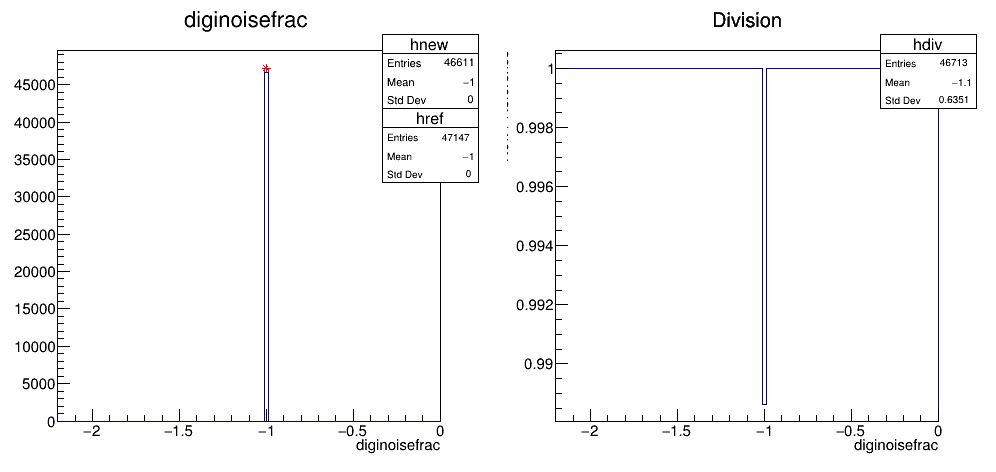 diginoisefrac
hnew
Entries 46611
Mean −1
Std Dev 0
href
Entries 47147
Mean −1
Std Dev 0
45000
40000
35000
30000
25000
20000
15000
10000
5000
0
−2 −1.5 −1 −0.5 0
diginoisefrac
Division
hdiv
Entries 46713
Mean −1.1
Std Dev 0.6351
1
0.998
0.996
0.994
0.992
0.99
−2 −1.5 −1 −0.5 0
diginoisefrac